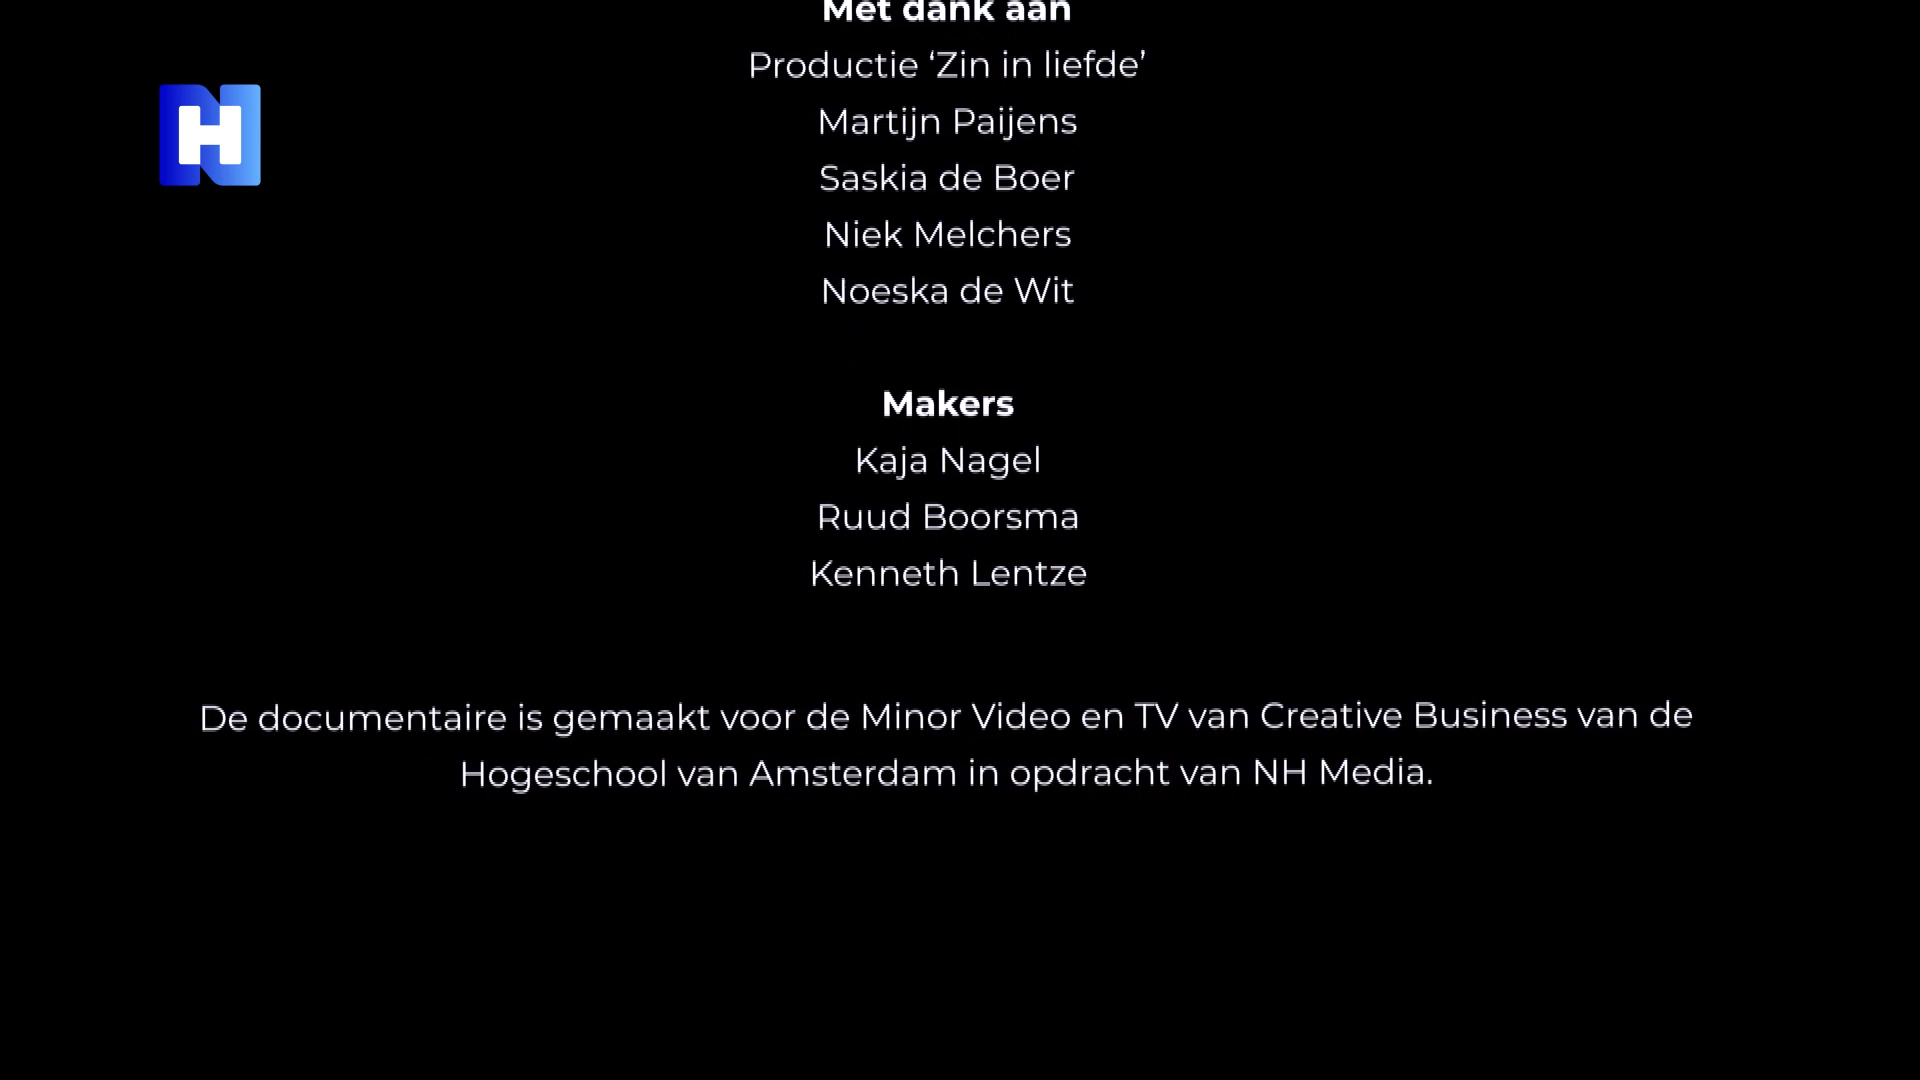 Met dank aan
Productie ‘Zin in liefde’
NH
Martijn Paijens
Saskia de Boer
Niek Melchers
Noeska de Wit
Makers
Kaja Nagel
Ruud Boorsma
Kenneth Lentze
De documentaire is gemaakt voor de Minor Video en TV van Creative Business van de
Hogeschool van Amsterdam in opdracht van NH Media.